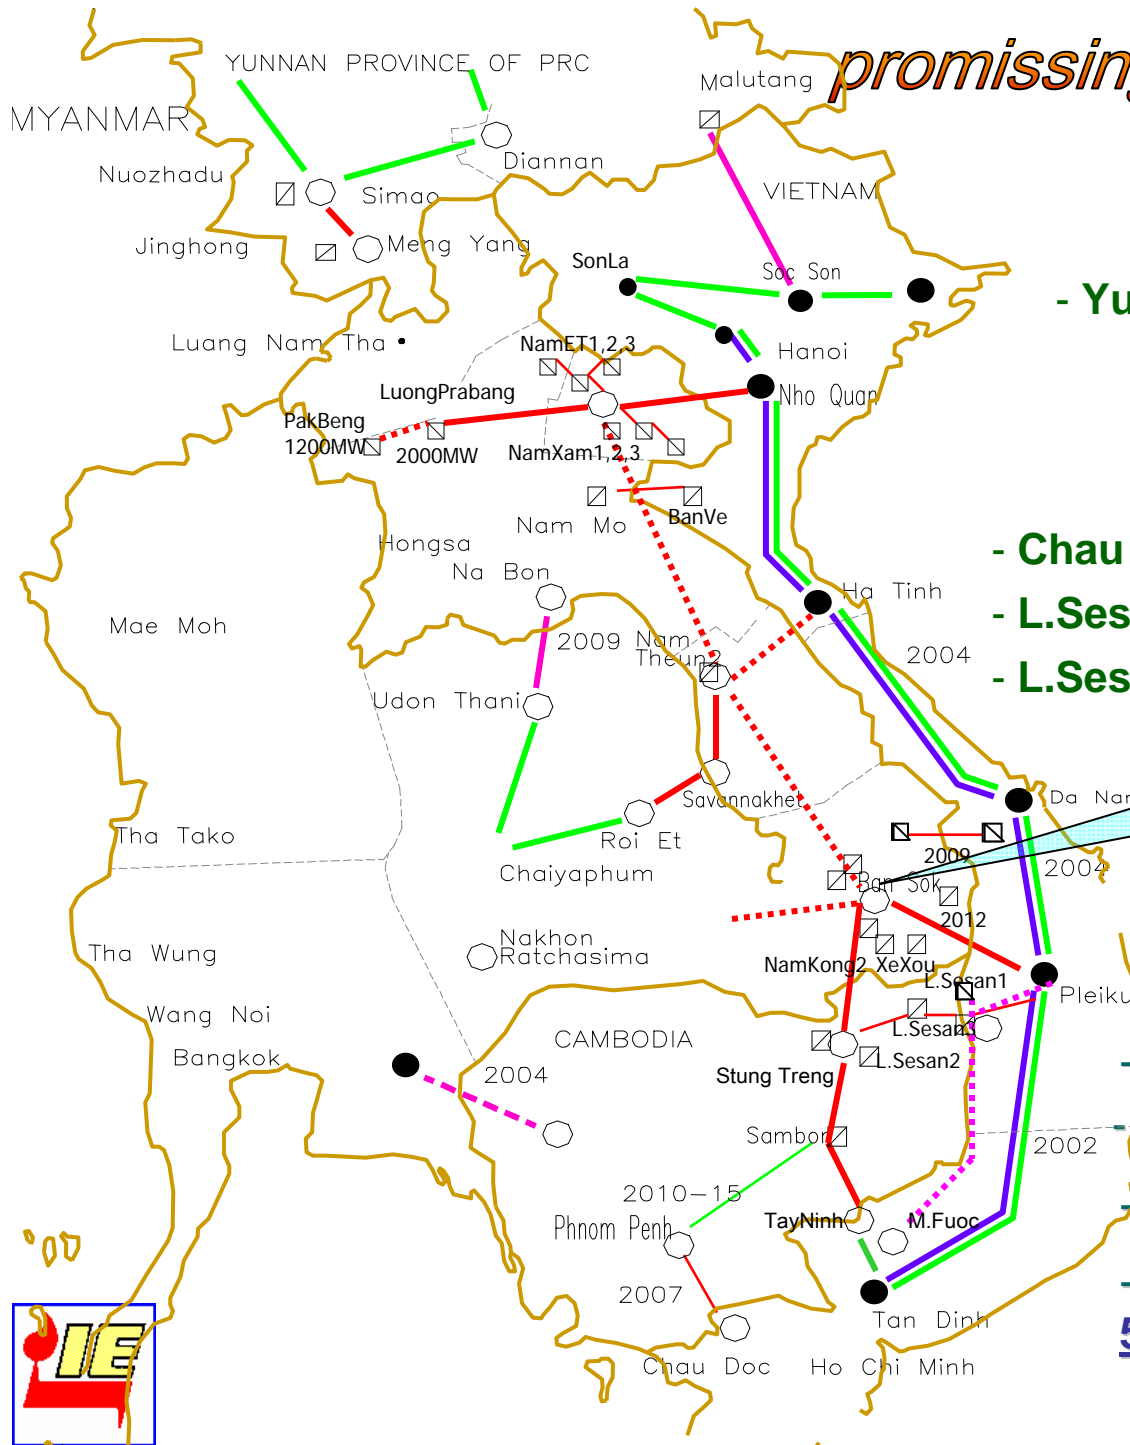 promissin
YUNNAN PROVINCE OF PRC
Malutang
MYANMAR
Diannan
Nuozhadu
Simao
VIETNAM
Jinghong
Meng Yang
SonLa
Soc Son
- Yu
Luang Nam Tha
NamET1,2,3
Hanoi
LuongPrabang
Nho Quan
PakBeng
1200MW
2000MW
NamXam1,2,3
BanVe
Nam Mo
Hongsa
- Chau
Na Bon
Ha Tinh
- L.Ses
Mae Moh
2009
Nam
Theun2
2004
- L.Ses
Udon Thani
Savannakhet
Da Nan
Tha Tako
Roi Et
2009
2004
Chaiyaphum
Ban Sok
2012
Nakhon
Ratchasima
Tha Wung
NamKong2 XeXou
L.Sesan1
Pleiku
Wang Noi
CAMBODIA
L.Sesan3
Bangkok
L.Sesan2
2004
Stung Treng
-
Sambor
-
2002
2010-15
-
Phnom Penh
TayNinh
M.Fuoc
2007
-
Tan Dinh
5
IE
Chau Doc
Ho Chi Minh